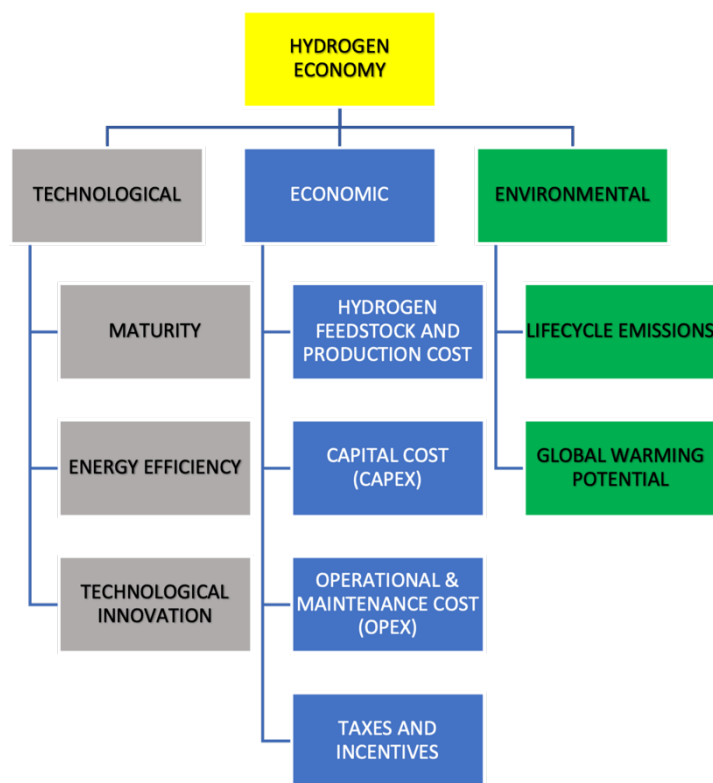 HYDROGEN
ECONOMY
TECHNOLOGICAL
ECONOMIC
ENVIRONMENTAL
MATURITY
ENERGY EFFICIENCY
TECHNOLOGICAL
INNOVATION
HYDROGEN
FEEDSTOCK AND
PRODUCTION COST
CAPITAL COST
(CAPEX)
OPERATIONAL &
MAINTENANCE COST
(OPEX)
TAXES AND
INCENTIVES
LIFECYCLE EMISSIONS
GLOBAL WARMING
POTENTIAL